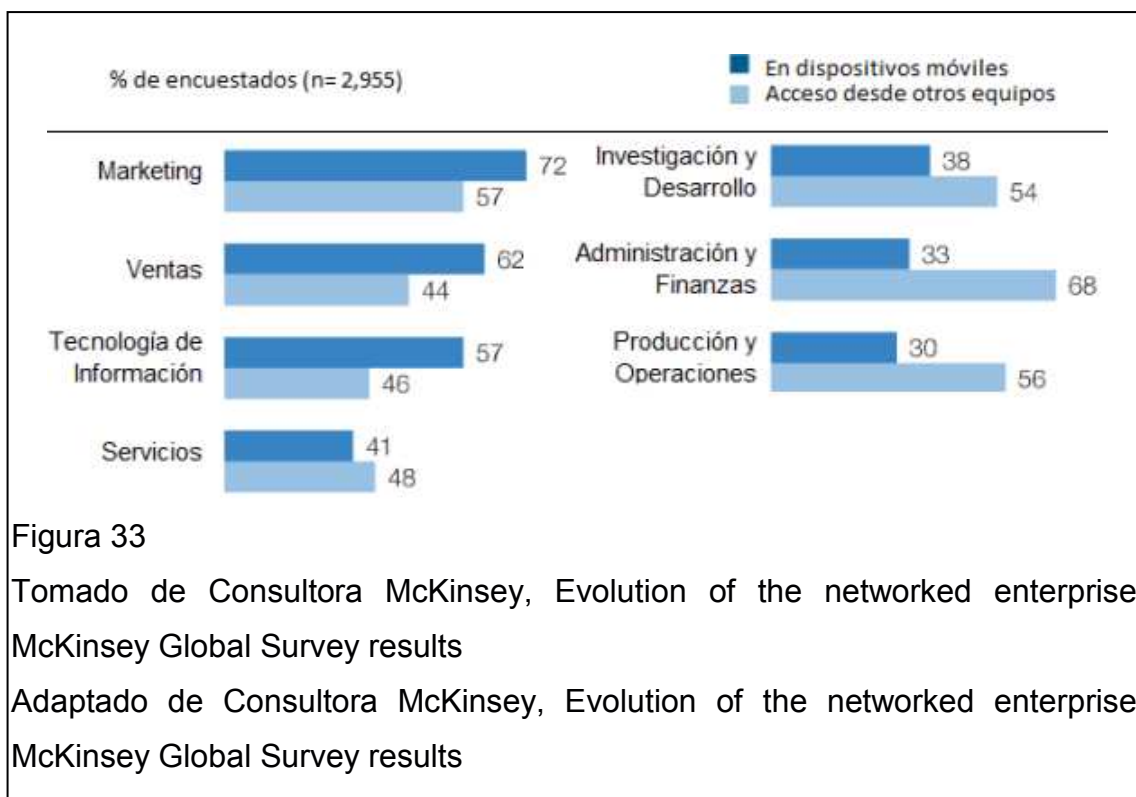 % de encuestados (n= 2,955)
En dispositivos móviles
Acceso desde otros equipos
Marketing
72
57
Ventas
62
44
Tecnología de
Información
57
46
Servicios
41
48
Investigación y
Desarrollo
38
54
Administración y
Finanzas
33
68
Producción y
Operaciones
30
56
Figura 33
Tomado de Consultora McKinsey, Evolution of the networked enterprise
McKinsey Global Survey results
Adaptado de Consultora McKinsey, Evolution of the networked enterprise
McKinsey Global Survey results